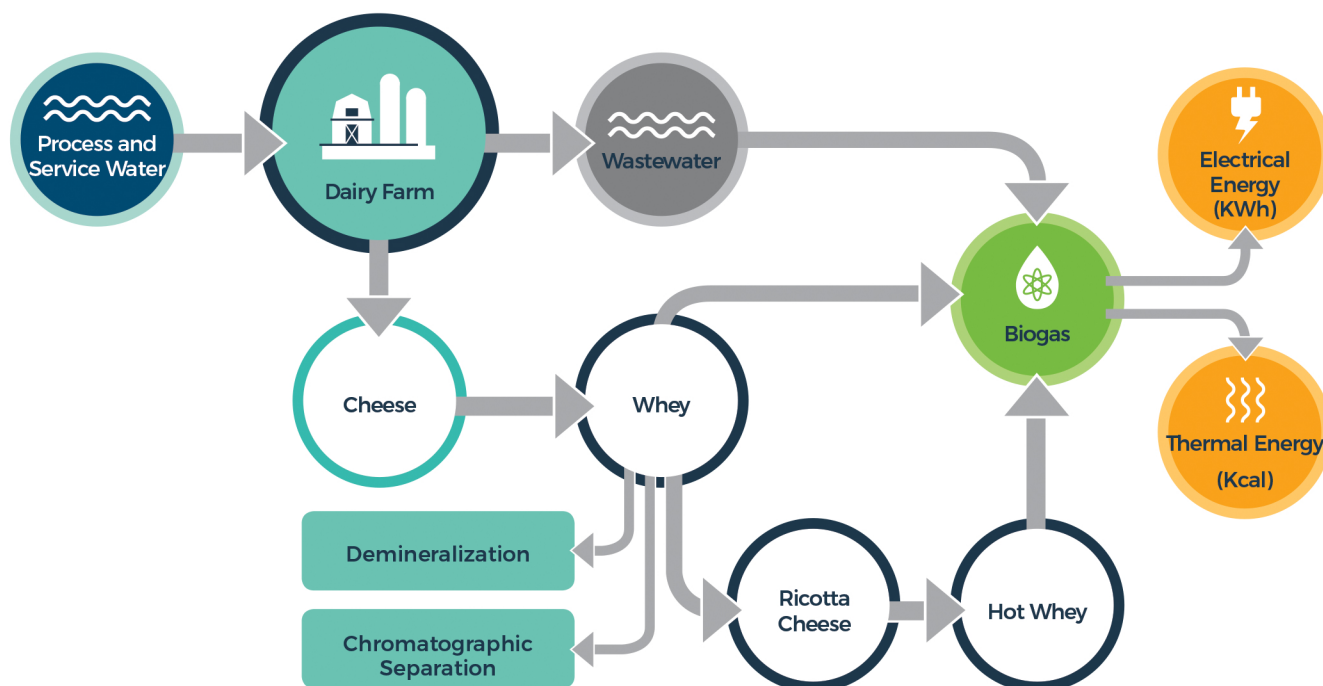 Process and
Service Water
Dairy Farm
Wastewater
Electrical
Energy
(KWh)
Biogas
Cheese
Whey
Thermal Energy
(Kcal)
Demineralization
Ricotta
Cheese
Hot Whey
Chromatographic
Separation